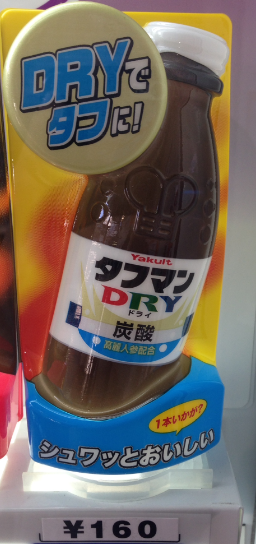 DRYで
タフに!
Yakult
タフマン
DRY
ドライ
炭酸
高麗人参配合
1本いかが?
シュワッとおいしい
¥160